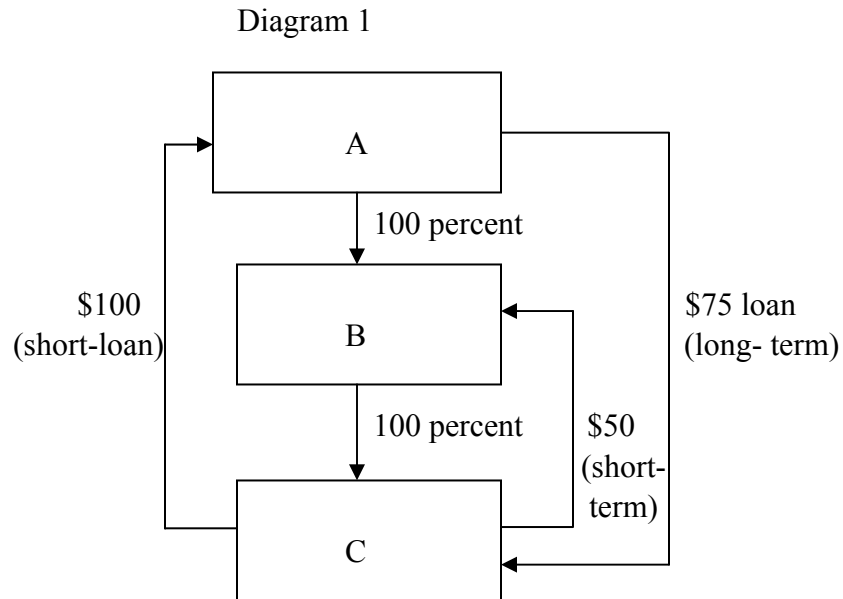 Diagram 1
A
100 percent
$100
(short-loan)
B
$75 loan
(long- term)
100 percent
$50
(short-
term)
C